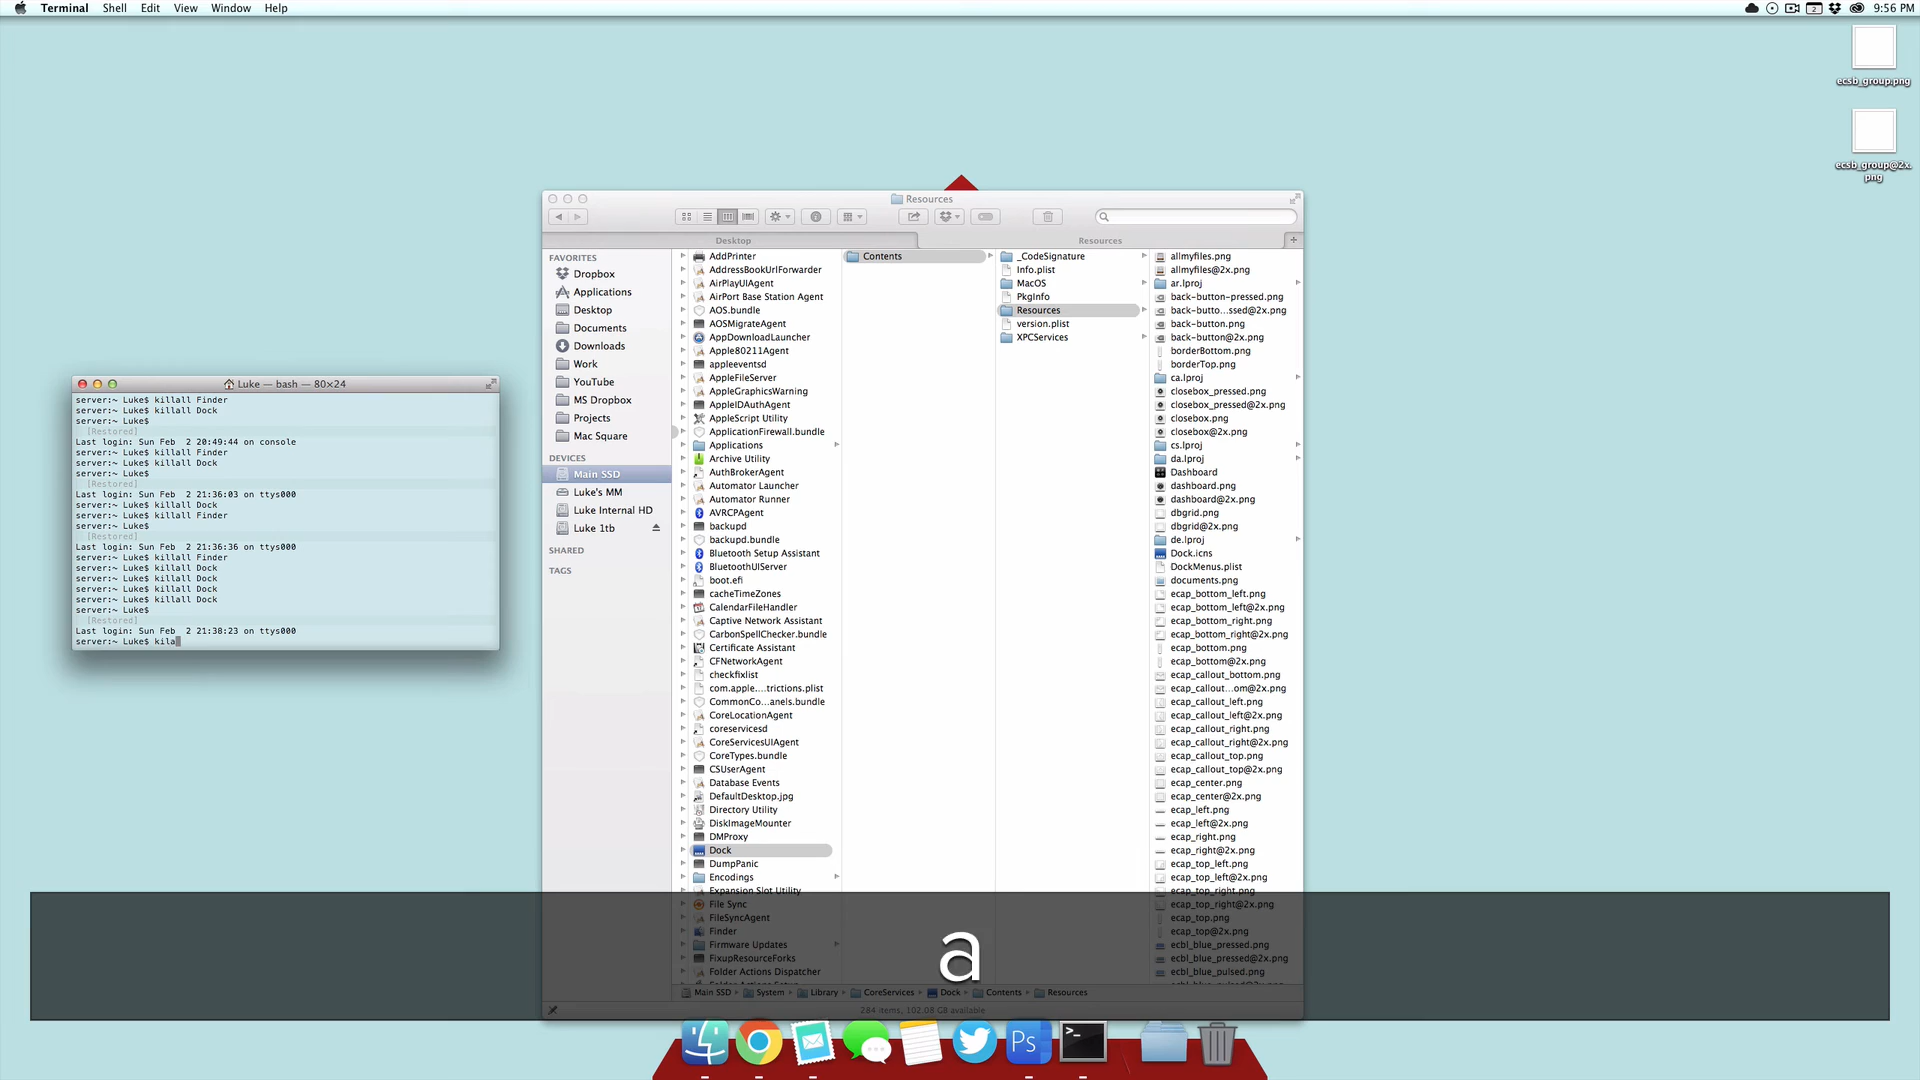 Terminal Shell Edit View Window Help
2
9:56 PM
ecsb_group.png
ecsb_group@2x.
png
Luke — bash — 80×24
server:~ Luke$ killall Finder
server:~ Luke$ killall Dock
server:~ Luke$
[Restored]
Last login: Sun Feb  2 20:49:44 on console
server:~ Luke$ killall Finder
server:~ Luke$ killall Dock
server:~ Luke$
[Restored]
Last login: Sun Feb  2 21:36:03 on ttys000
server:~ Luke$ killall Dock
server:~ Luke$ killall Finder
server:~ Luke$
[Restored]
Last login: Sun Feb  2 21:36:36 on ttys000
server:~ Luke$ killall Finder
server:~ Luke$ killall Dock
server:~ Luke$ killall Dock
server:~ Luke$ killall Dock
server:~ Luke$ killall Dock
server:~ Luke$
[Restored]
Last login: Sun Feb  2 21:38:23 on ttys000
server:~ Luke$ kila
Resources
Desktop
Resources
FAVORITES
Dropbox
Applications
Desktop
Documents
Downloads
Work
YouTube
MS Dropbox
Projects
Mac Square
DEVICES
Main SSD
Luke's MM
Luke Internal HD
Luke 1tb
SHARED
TAGS
AddPrinter
AddressBookUrlForwarder
AirPlayUIAgent
AirPort Base Station Agent
AOS.bundle
AOSMigrateAgent
AppDownloadLauncher
Apple80211Agent
appleeventsd
AppleFileServer
AppleGraphicsWarning
AppleIDAuthAgent
AppleScript Utility
ApplicationFirewall.bundle
Applications
Archive Utility
AuthBrokerAgent
Automator Launcher
Automator Runner
AVRCPAgent
backupd
backupd.bundle
Bluetooth Setup Assistant
BluetoothUIServer
boot.efi
cacheTimeZones
CalendarFileHandler
Captive Network Assistant
CarbonSpellChecker.bundle
Certificate Assistant
CFNetworkAgent
checkfixlist
com.apple....trictions.plist
CommonCo...anels.bundle
CoreLocationAgent
coreservicesd
CoreServicesUIAgent
CoreTypes.bundle
CSUserAgent
Database Events
DefaultDesktop.jpg
Directory Utility
DiskImageMounter
DMProxy
Dock
DumpPanic
Encodings
Expansion Slot Utility
File Sync
FileSyncAgent
Finder
Firmware Updates
FixupResourceForks
Folder Actions Dispatcher
Contents
_CodeSignature
Info.plist
MacOS
PkgInfo
Resources
version.plist
XPCServices
allmyfiles.png
allmyfiles@2x.png
ar.lproj
back-button-pressed.png
back-butto...ssed@2x.png
back-button.png
back-button@2x.png
borderBottom.png
borderTop.png
ca.lproj
closebox_pressed.png
closebox_pressed@2x.png
closebox.png
closebox@2x.png
cs.lproj
da.lproj
Dashboard
dashboard.png
dashboard@2x.png
dbgrid.png
dbgrid@2x.png
de.lproj
Dock.icns
DockMenus.plist
documents.png
ecap_bottom_left.png
ecap_bottom_left@2x.png
ecap_bottom_right.png
ecap_bottom_right@2x.png
ecap_bottom.png
ecap_bottom@2x.png
ecap_callout_bottom.png
ecap_callout...om@2x.png
ecap_callout_left.png
ecap_callout_left@2x.png
ecap_callout_right.png
ecap_callout_right@2x.png
ecap_callout_top.png
ecap_callout_top@2x.png
ecap_center.png
ecap_center@2x.png
ecap_left.png
ecap_left@2x.png
ecap_right.png
ecap_right@2x.png
ecap_top_left.png
ecap_top_left@2x.png
ecap_top_right.png
ecap_top_right@2x.png
ecap_top.png
ecap_top@2x.png
ecbl_blue_pressed.png
ecbl_blue_pressed@2x.png
ecbl_blue_pulsed.png
a
Main SSD System Library CoreServices Dock Contents Resources
284 items, 102.08 GB available
Ps
>_